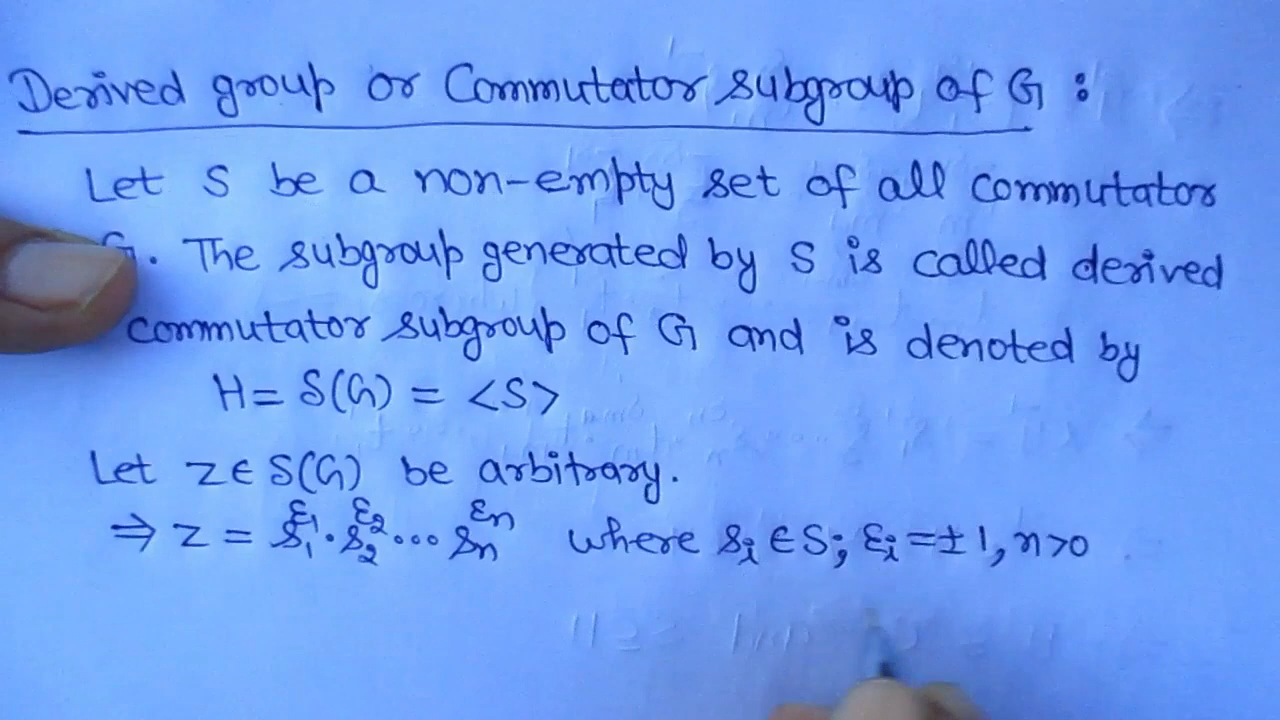 Derived group or Commutator subgroup of G :
Let S be a non-empty set of all commutator
G. The subgroup generated by S is called derived
commutator subgroup of G and is denoted by
H = S(G) = <S>
Let z ∈ S(G) be arbitrary.
⇒ z = s₁^ε₁ · s₂^ε₂ ... sₙ^εₙ where sᵢ ∈ S; εᵢ = ±1, n>0